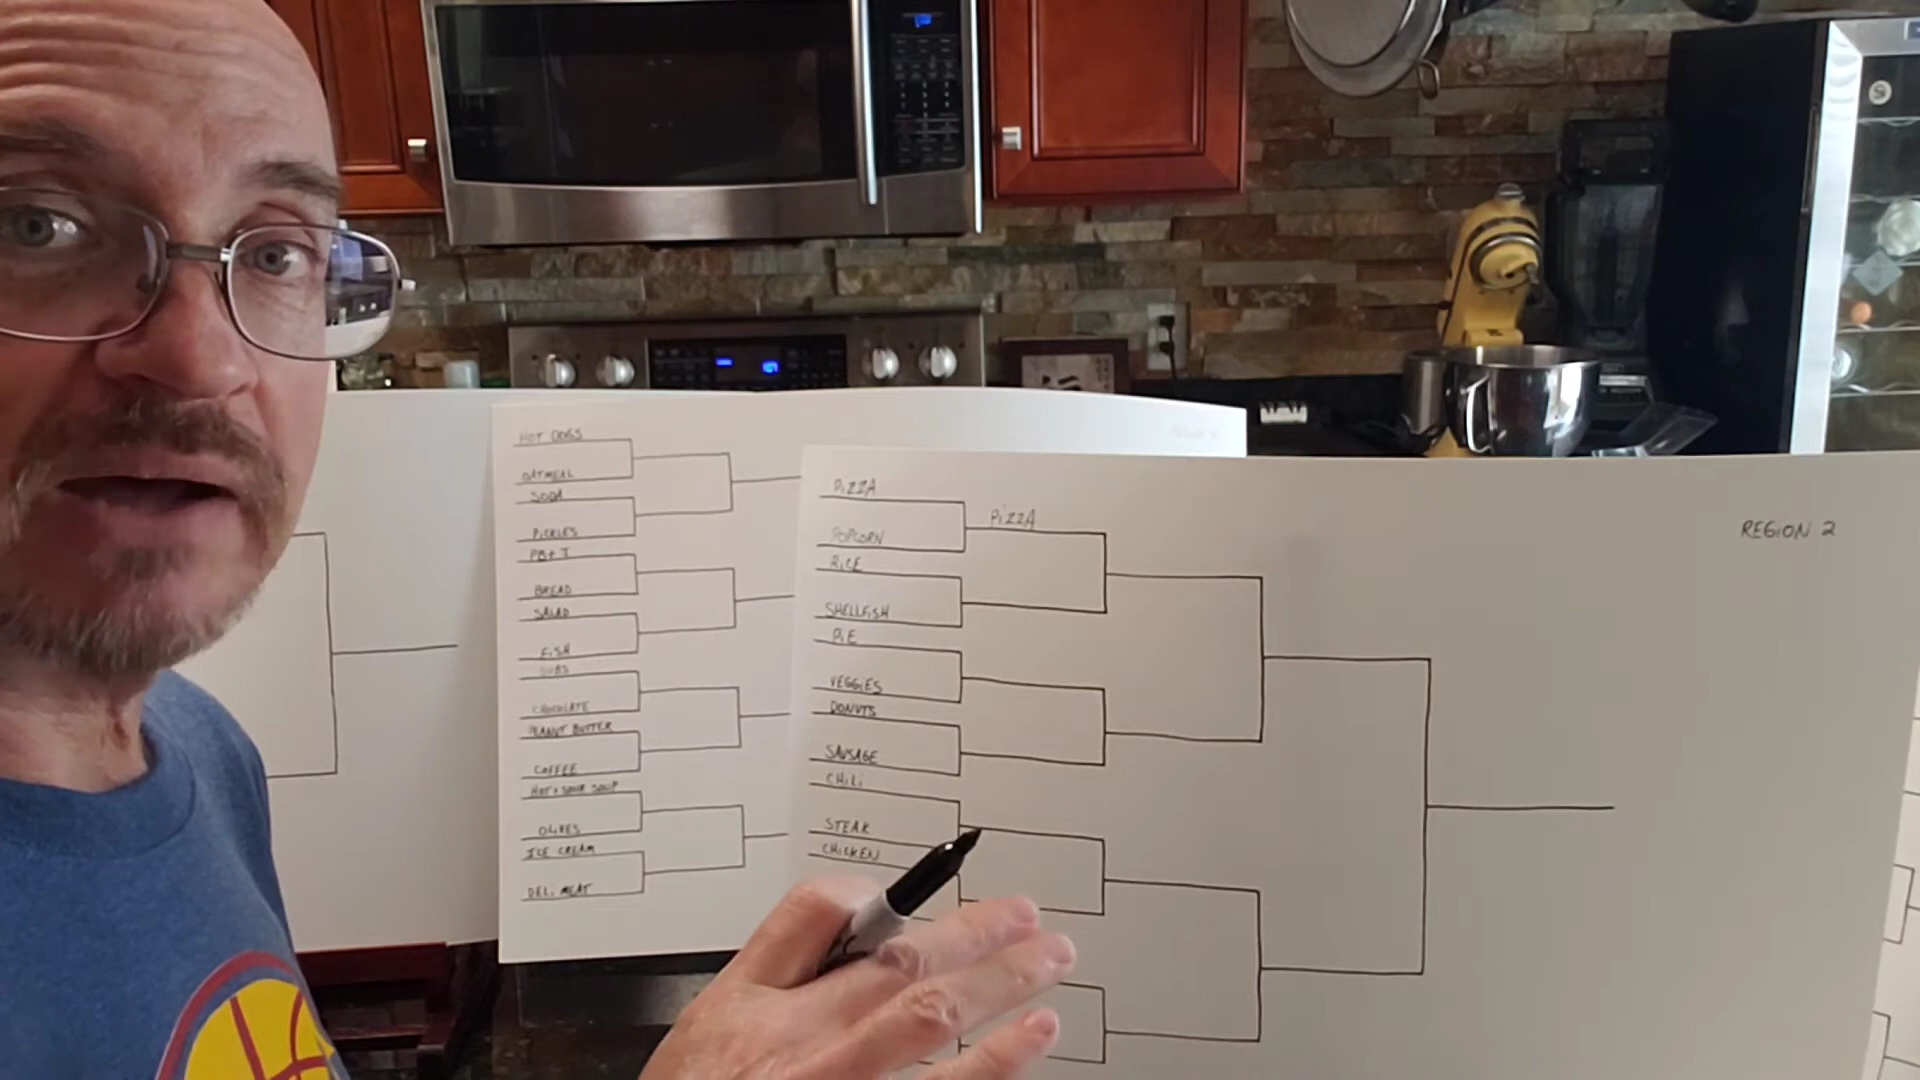 HOT DOGS
OATMEAL
SODA
PICKLES
PB+J
BREAD
SALAD
FISH
CHOCOLATE
PEANUT BUTTER
COFFEE
HOT+SOUR SOUP
OLIVES
ICE CREAM
DELI MEAT
PIZZA
POPCORN
RICE
SHELLFISH
PIE
VEGGIES
DONUTS
SAUSAGE
CHILI
STEAK
CHICKEN
PIZZA
REGION 2